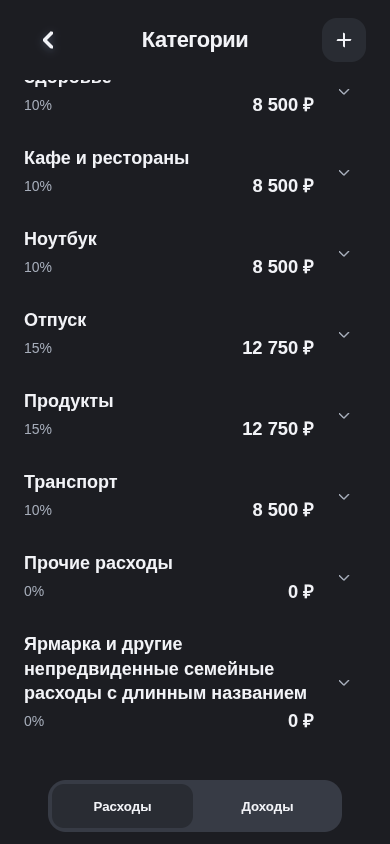 Категории
Здоровье
10%
8 500 ₽
Кафе и рестораны
10%
8 500 ₽
Ноутбук
10%
8 500 ₽
Отпуск
15%
12 750 ₽
Продукты
15%
12 750 ₽
Транспорт
10%
8 500 ₽
Прочие расходы
0%
0 ₽
Ярмарка и другие
непредвиденные семейные
расходы с длинным названием
0%
0 ₽
Расходы
Доходы